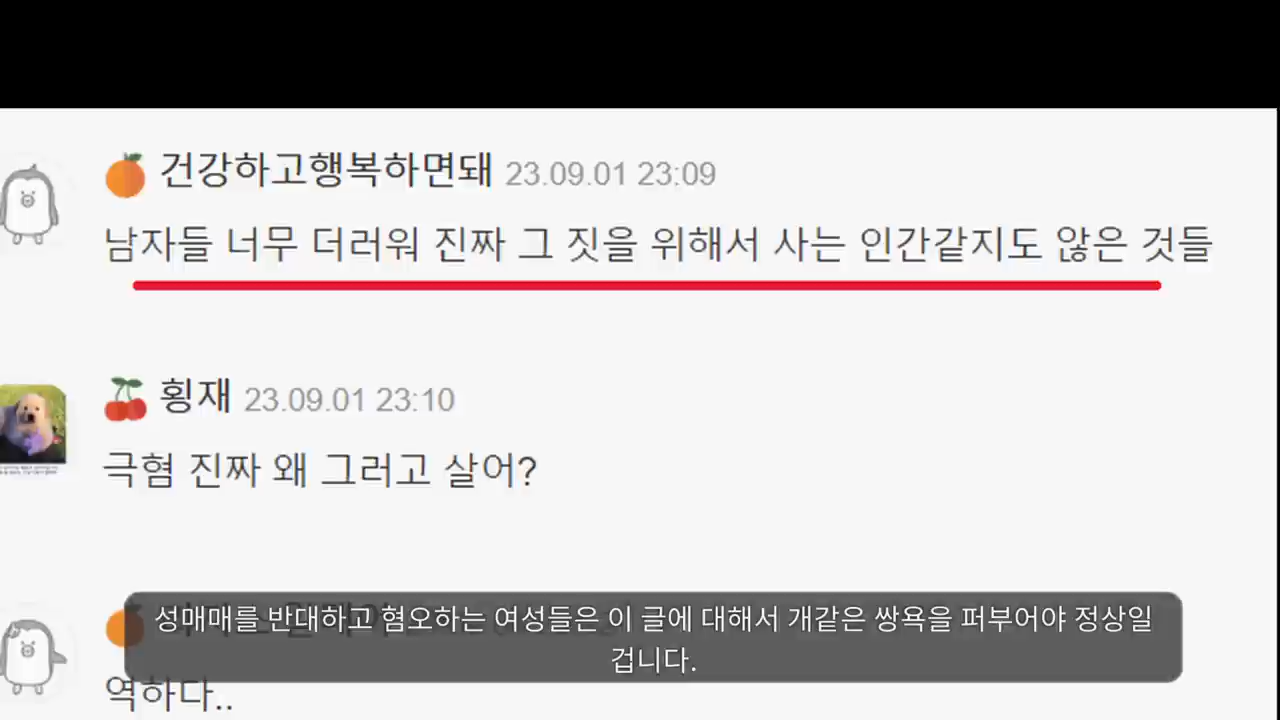 건강하고행복하면돼 23.09.01 23:09
남자들 너무 더러워 진짜 그 짓을 위해서 사는 인간같지도 않은 것들
횡재 23.09.01 23:10
극혐 진짜 왜 그러고 살어?
성매매를 반대하고 혐오하는 여성들은 이 글에 대해서 개같은 쌍욕을 퍼부어야 정상일
겁니다.
역하다..